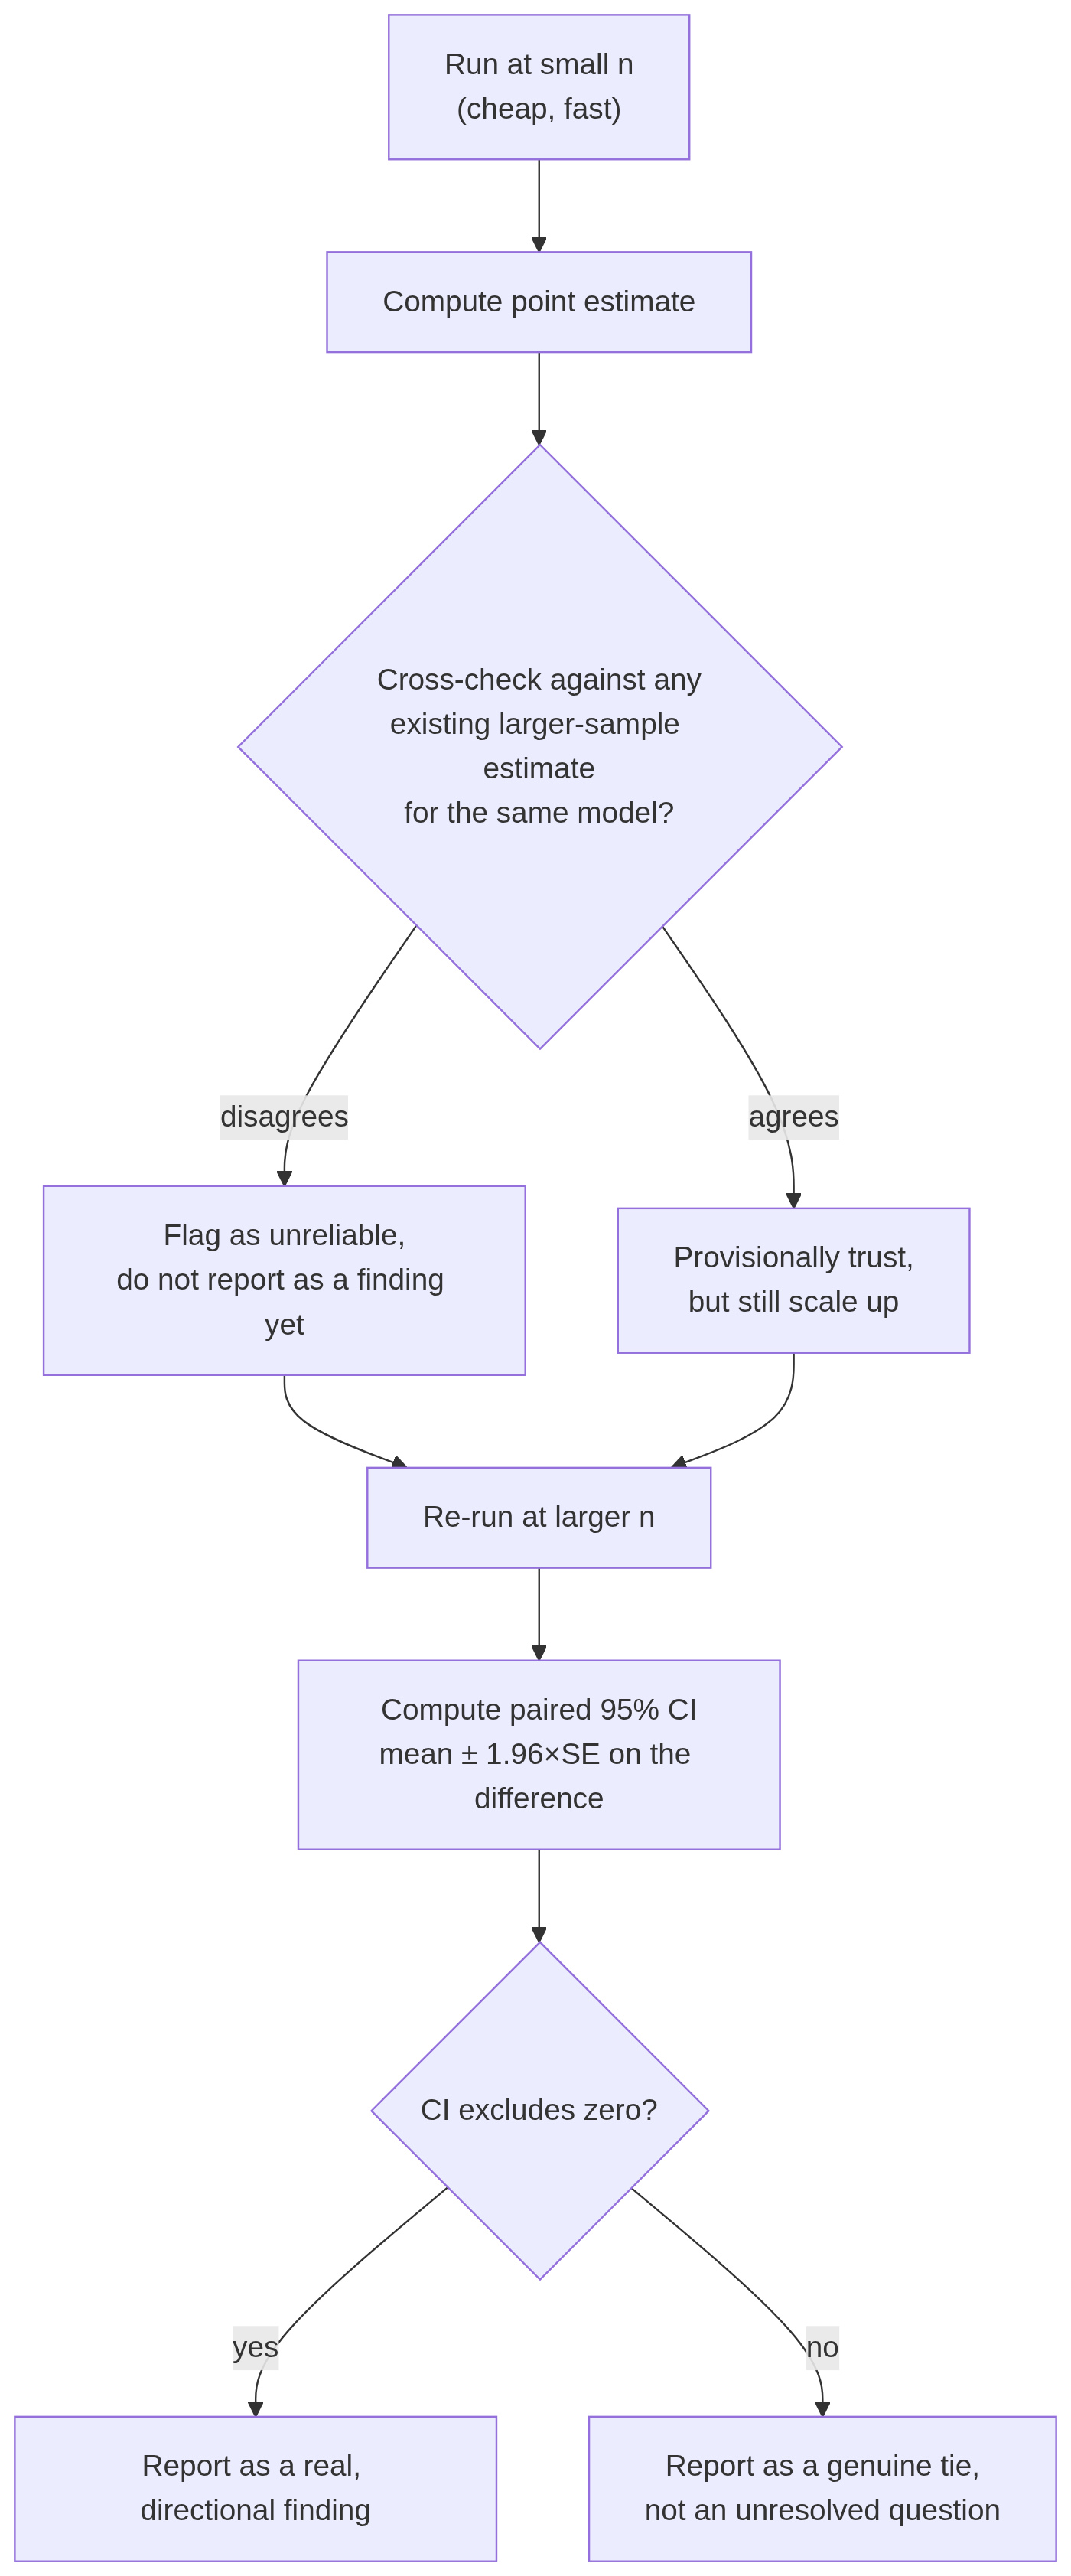 Run at small n
(cheap, fast)
Compute point estimate
Cross-check against any
existing larger-sample
estimate
for the same model?
disagrees
agrees
Flag as unreliable,
do not report as a finding
yet
Provisionally trust,
but still scale up
Re-run at larger n
Compute paired 95% CI
mean ± 1.96×SE on the
difference
CI excludes zero?
yes
no
Report as a real,
directional finding
Report as a genuine tie,
not an unresolved question